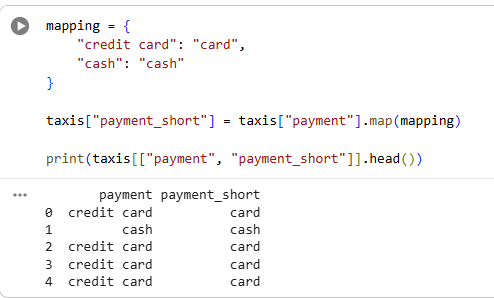 mapping = {
    "credit card": "card",
    "cash": "cash"
}
taxis["payment_short"] = taxis["payment"].map(mapping)
print(taxis[["payment", "payment_short"]].head())
       payment payment_short
0  credit card          card
1         cash          cash
2  credit card          card
3  credit card          card
4  credit card          card